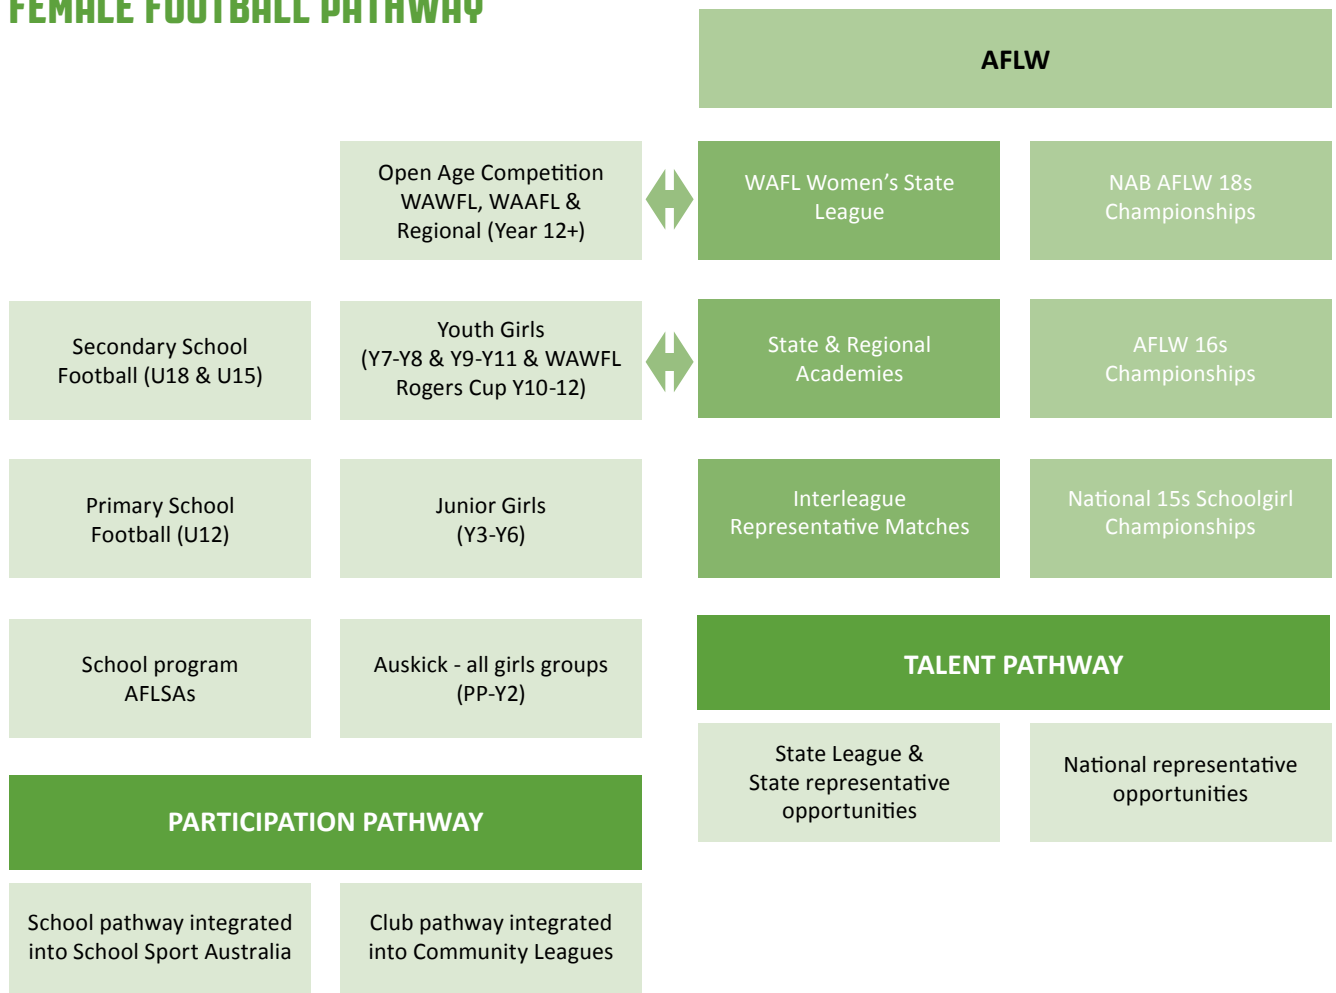 FEMALE FOOTBALL PATHWAY
AFLW
Open Age Competition
WAWFL, WAAFL &
Regional (Year 12+)
WAFL Women’s State
League
NAB AFLW 18s
Championships
Secondary School
Football (U18 & U15)
Youth Girls
(Y7-Y8 & Y9-Y11 & WAWFL
Rogers Cup Y10-12)
State & Regional
Academies
AFLW 16s
Championships
Primary School
Football (U12)
Junior Girls
(Y3-Y6)
Interleague
Representative Matches
National 15s Schoolgirl
Championships
School program
AFLSAs
Auskick - all girls groups
(PP-Y2)
TALENT PATHWAY
State League &
State representative
opportunities
National representative
opportunities
PARTICIPATION PATHWAY
School pathway integrated
into School Sport Australia
Club pathway integrated
into Community Leagues